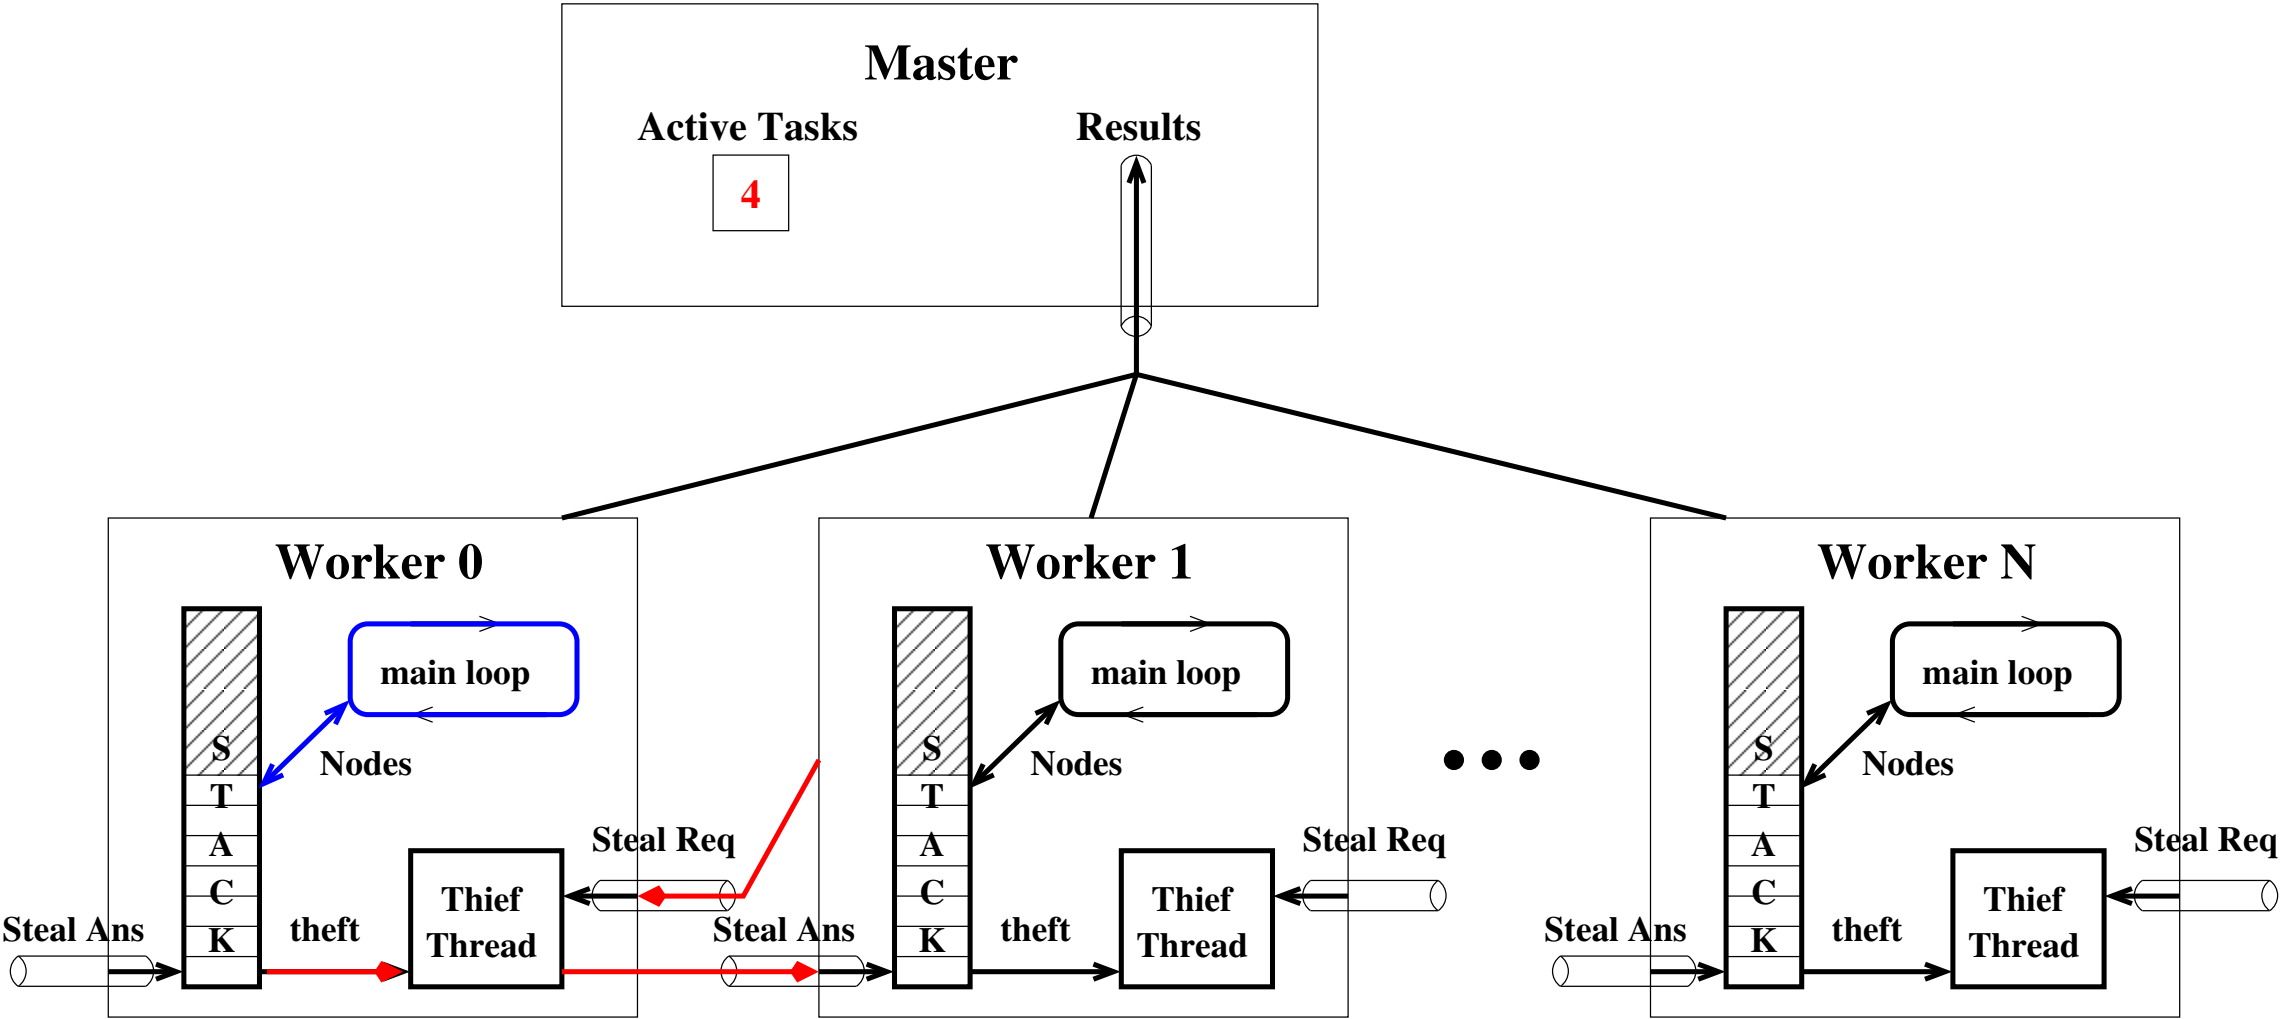 Master
Active Tasks
Results
4
Worker 0
main loop
Nodes
S
T
A
C
K
Steal Req
Thief
Thread
theft
Steal Ans
Worker 1
main loop
Nodes
S
T
A
C
K
Steal Req
Thief
Thread
theft
Steal Ans
Worker N
main loop
Nodes
S
T
A
C
K
Steal Req
Thief
Thread
theft
Steal Ans